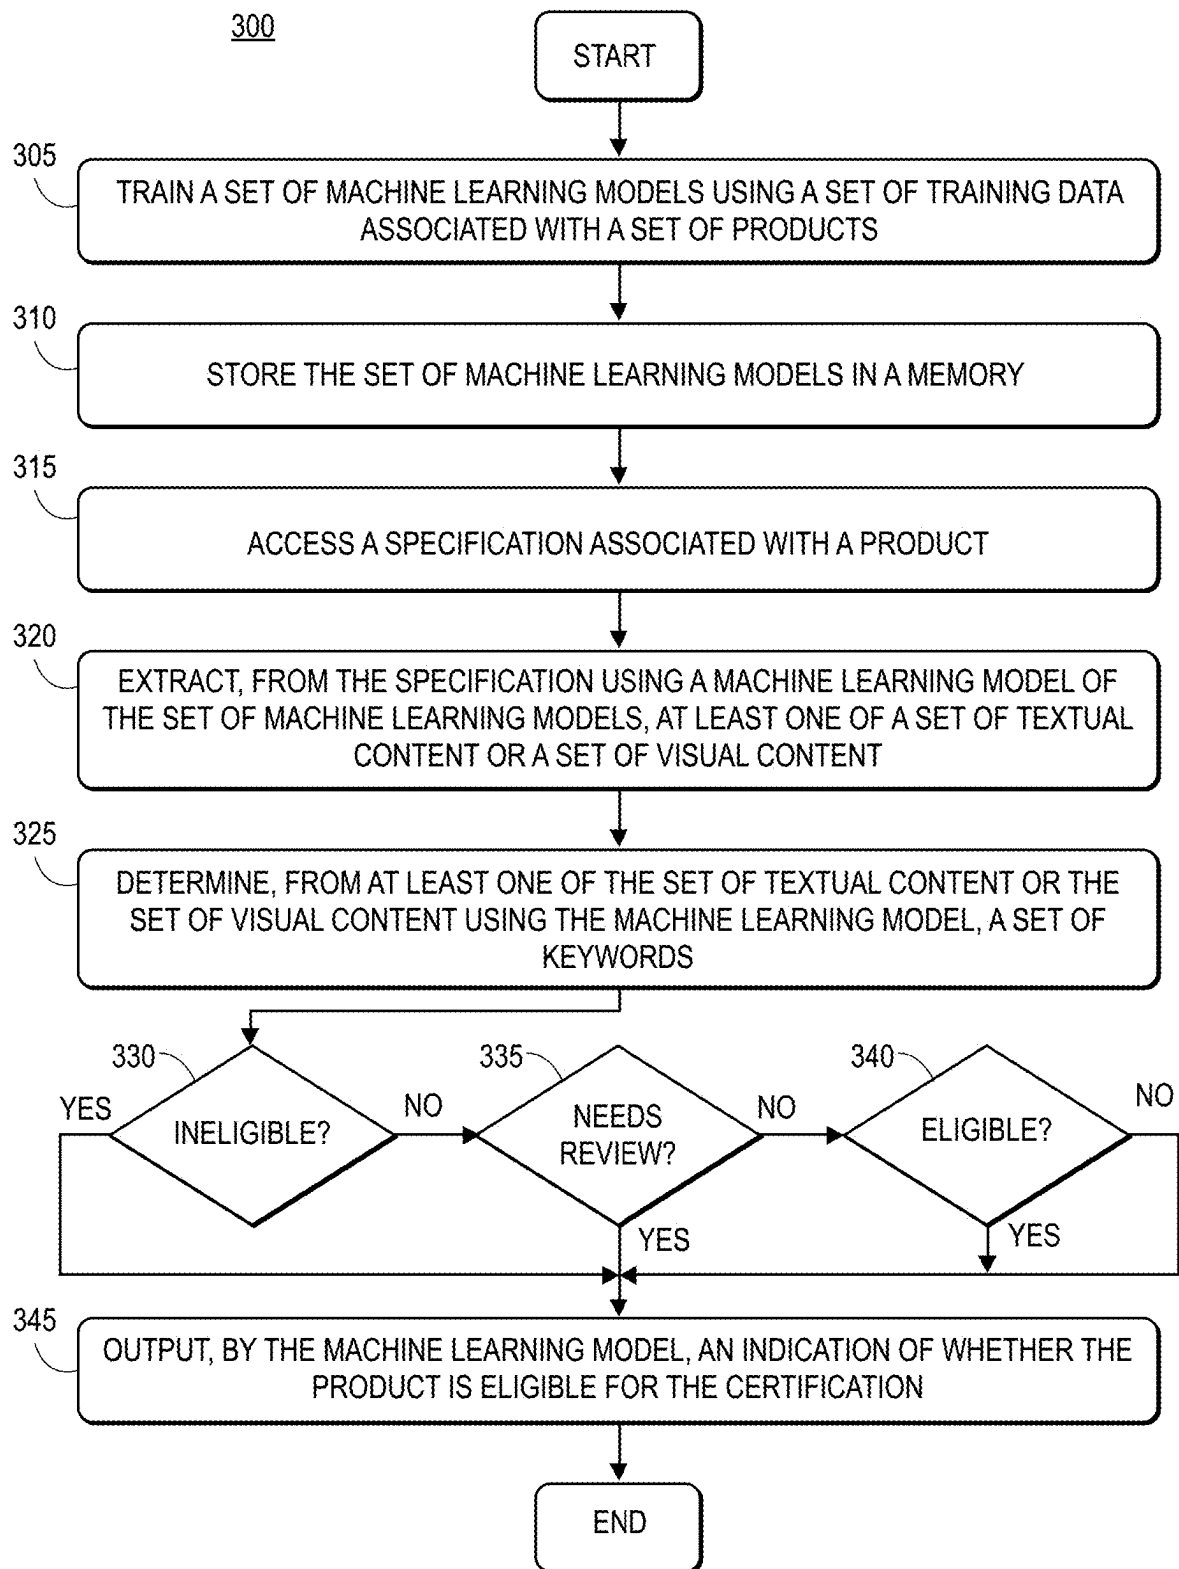 300
START
305
TRAIN A SET OF MACHINE LEARNING MODELS USING A SET OF TRAINING DATA
ASSOCIATED WITH A SET OF PRODUCTS
310
STORE THE SET OF MACHINE LEARNING MODELS IN A MEMORY
315
ACCESS A SPECIFICATION ASSOCIATED WITH A PRODUCT
320
EXTRACT, FROM THE SPECIFICATION USING A MACHINE LEARNING MODEL OF
THE SET OF MACHINE LEARNING MODELS, AT LEAST ONE OF A SET OF TEXTUAL
CONTENT OR A SET OF VISUAL CONTENT
325
DETERMINE, FROM AT LEAST ONE OF THE SET OF TEXTUAL CONTENT OR THE
SET OF VISUAL CONTENT USING THE MACHINE LEARNING MODEL, A SET OF
KEYWORDS
330
YES
INELIGIBLE?
NO
335
NEEDS
REVIEW?
NO
YES
340
ELIGIBLE?
NO
YES
345
OUTPUT, BY THE MACHINE LEARNING MODEL, AN INDICATION OF WHETHER THE
PRODUCT IS ELIGIBLE FOR THE CERTIFICATION
END